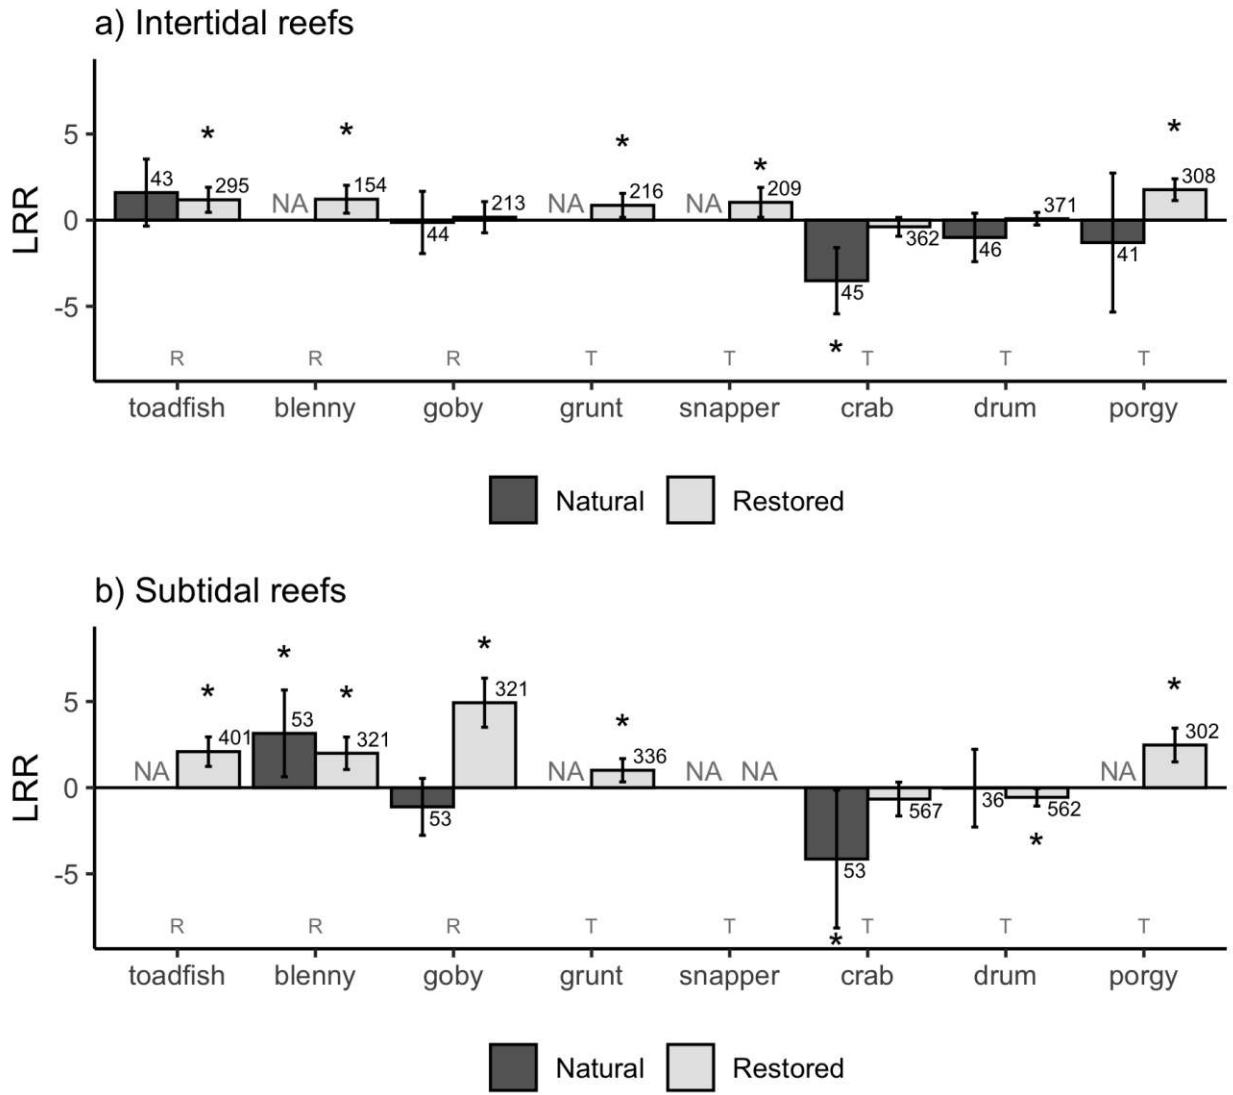 a) Intertidal reefs
LRR
5
0
-5
* * * * *
43 295 NA 154 44 213 NA 216 NA 209 45 362 46 371 41 308
*
R R R T T T T T
toadfish blenny goby grunt snapper crab drum porgy
Natural Restored
b) Subtidal reefs
LRR
5
0
-5
* * * * * *
NA 401 53 321 53 321 NA 336 NA NA 53 567 36 562 NA 302
* *
R R R T T T T T
toadfish blenny goby grunt snapper crab drum porgy
Natural Restored